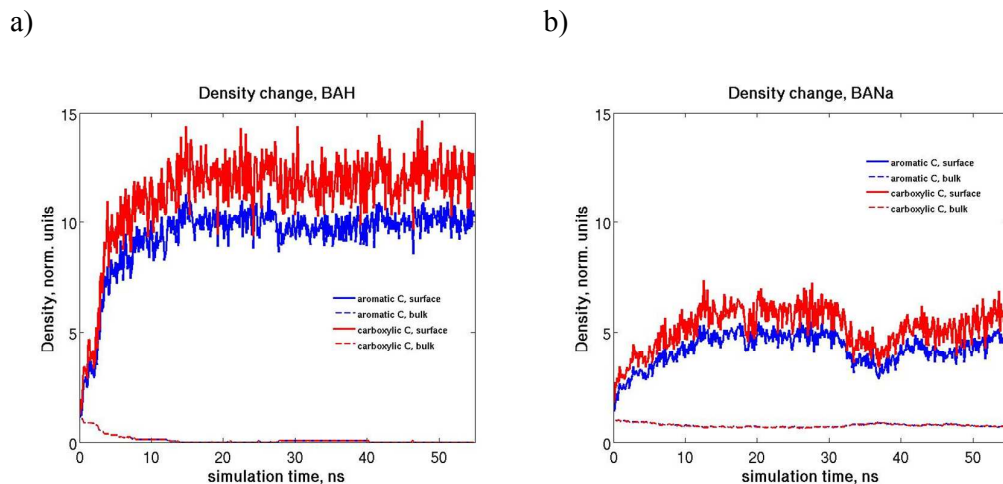 a)
b)
Density change, BAH
15
10
5
0
Density, norm. units
aromatic C, surface
aromatic C, bulk
carboxylic C, surface
carboxylic C, bulk
0 10 20 30 40 50
simulation time, ns
Density change, BANa
15
10
5
0
Density, norm. units
aromatic C, surface
aromatic C, bulk
carboxylic C, surface
carboxylic C, bulk
0 10 20 30 40 50
simulation time, ns